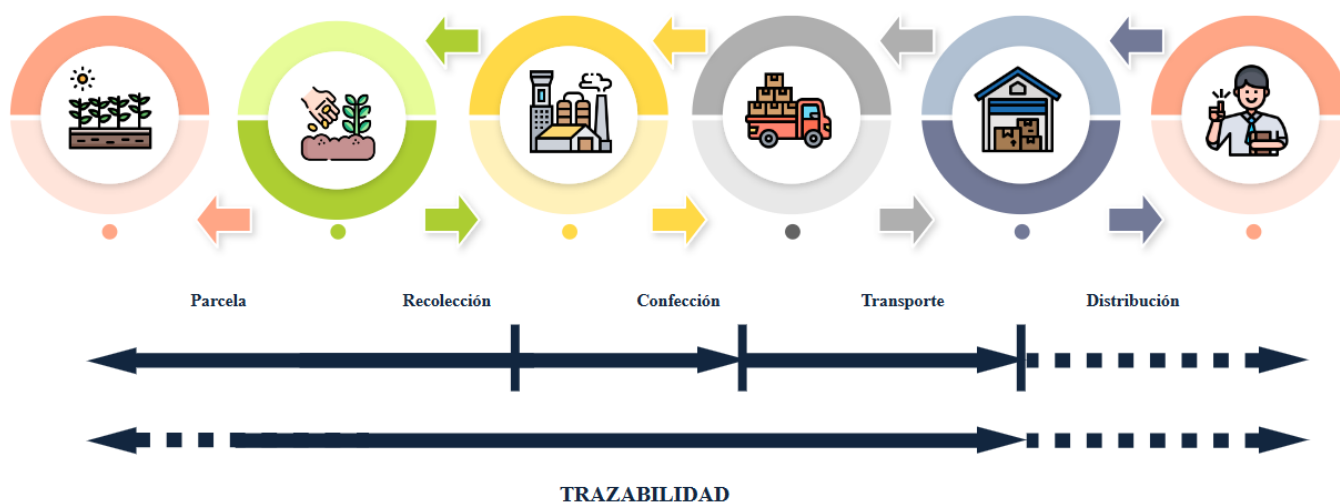 Parcela
Recolección
Confección
Transporte
Distribución
TRAZABILIDAD